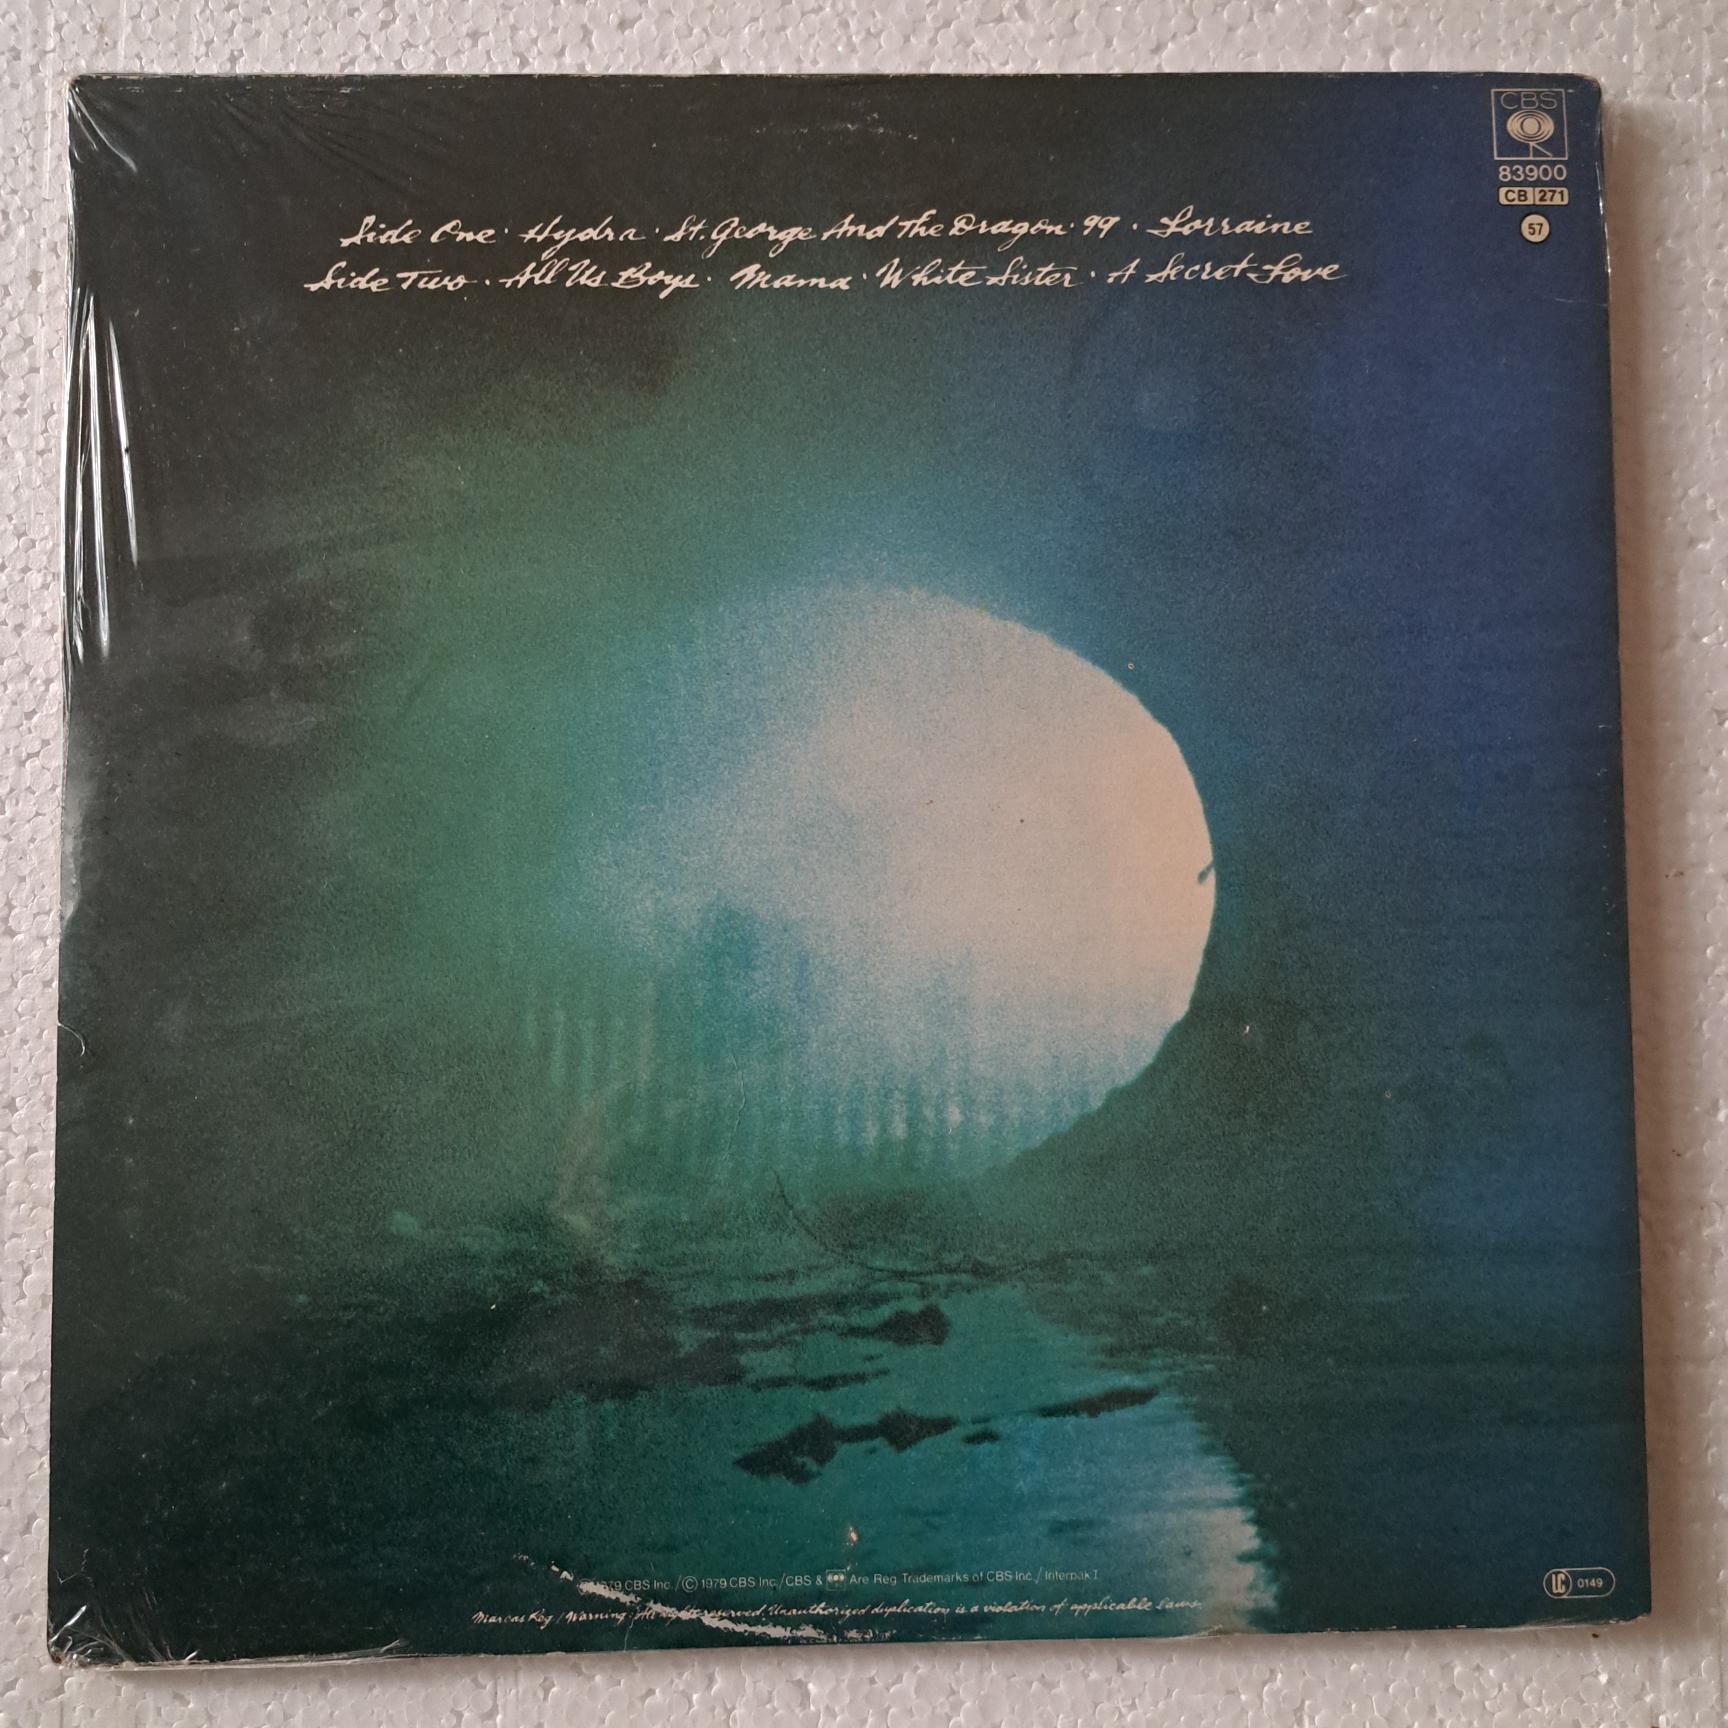 CBS
83900
CB 271
57
Side One · Hydra · St. George And The Dragon · 99 · Lorraine
Side Two · All Us Boys · Mama · White Sister · A Secret Love
79 CBS Inc./Ⓒ 1979 CBS Inc./CBS & Are Reg. Trademarks of CBS Inc./ Interpak I
Marcas Reg./Warning: All rights reserved. Unauthorized duplication is a violation of applicable laws.
LC 0149